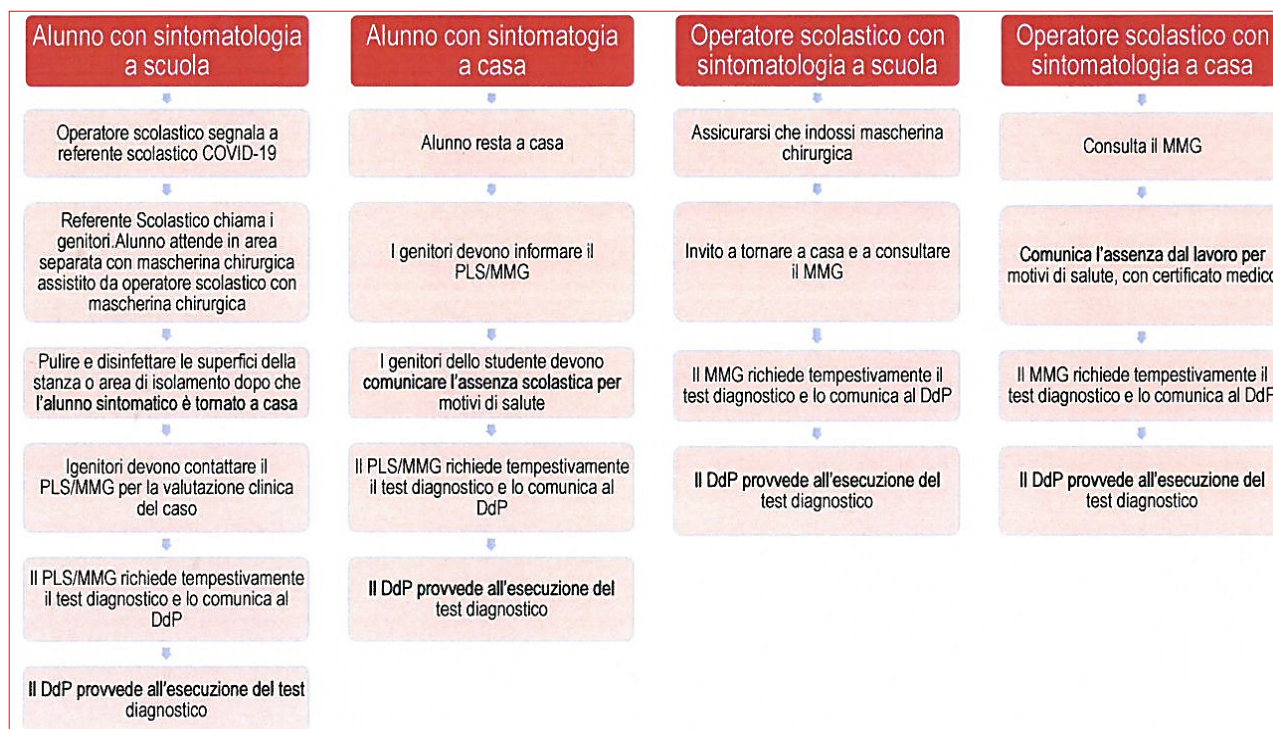 Alunno con sintomatologia
a scuola
Operatore scolastico segnala a
referente scolastico COVID-19
Referente Scolastico chiama i
genitori.Alunno attende in area
separata con mascherina chirurgica
assistito da operatore scolastico con
mascherina chirurgica
Pulire e disinfettare le superfici della
stanza o area di isolamento dopo che
l'alunno sintomatico è tornato a casa
Igenitori devono contattare il
PLS/MMG per la valutazione clinica
del caso
Il PLS/MMG richiede tempestivamente
il test diagnostico e lo comunica al
DdP
Il DdP provvede all'esecuzione del test
diagnostico
Alunno con sintomatogia
a casa
Alunno resta a casa
I genitori devono informare il
PLS/MMG
I genitori dello studente devono
comunicare l'assenza scolastica per
motivi di salute
Il PLS/MMG richiede tempestivamente
il test diagnostico e lo comunica al
DdP
Il DdP provvede all'esecuzione del
test diagnostico
Operatore scolastico con
sintomatologia a scuola
Assicurarsi che indossi mascherina
chirurgica
Invito a tornare a casa e a consultare
il MMG
Il MMG richiede tempestivamente il
test diagnostico e lo comunica al DdP
Il DdP provvede all'esecuzione del
test diagnostico
Operatore scolastico con
sintomatologia a casa
Consulta il MMG
Comunica l'assenza dal lavoro per
motivi di salute, con certificato medico
Il MMG richiede tempestivamente il
test diagnostico e lo comunica al DdP
Il DdP provvede all'esecuzione del
test diagnostico